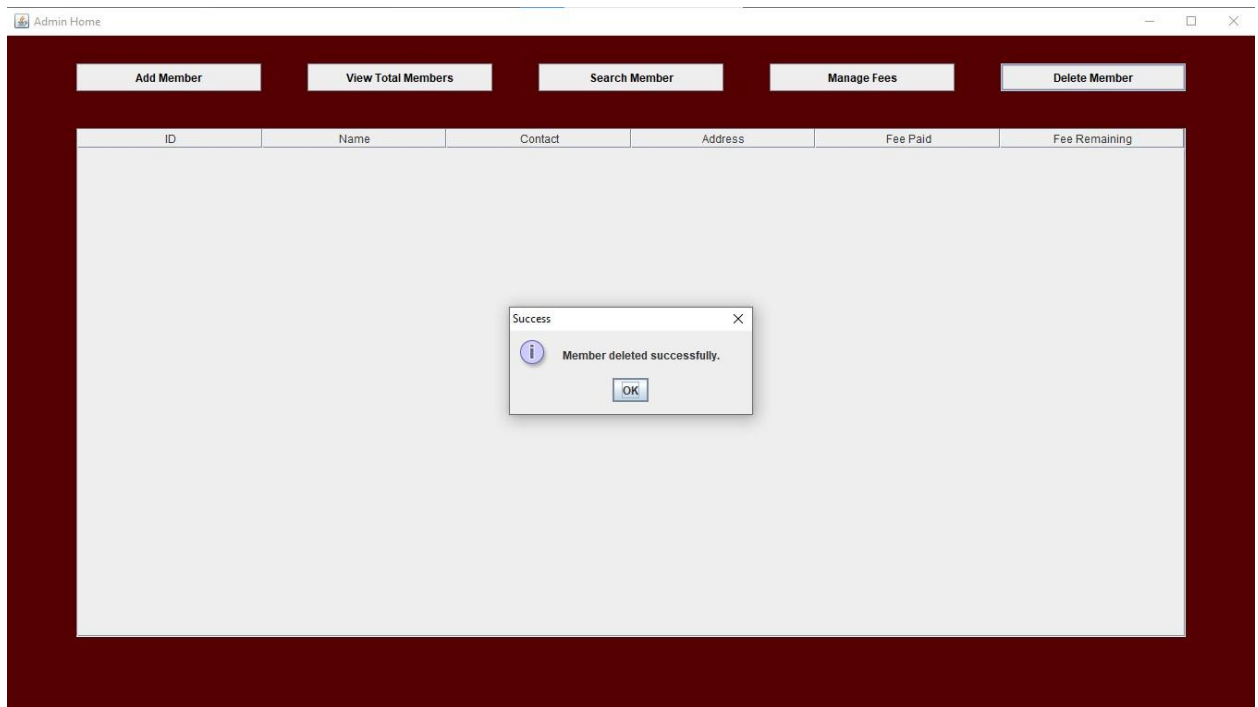 Admin Home
Add Member View Total Members Search Member Manage Fees Delete Member
ID Name Contact Address Fee Paid Fee Remaining
Success
Member deleted successfully.
OK